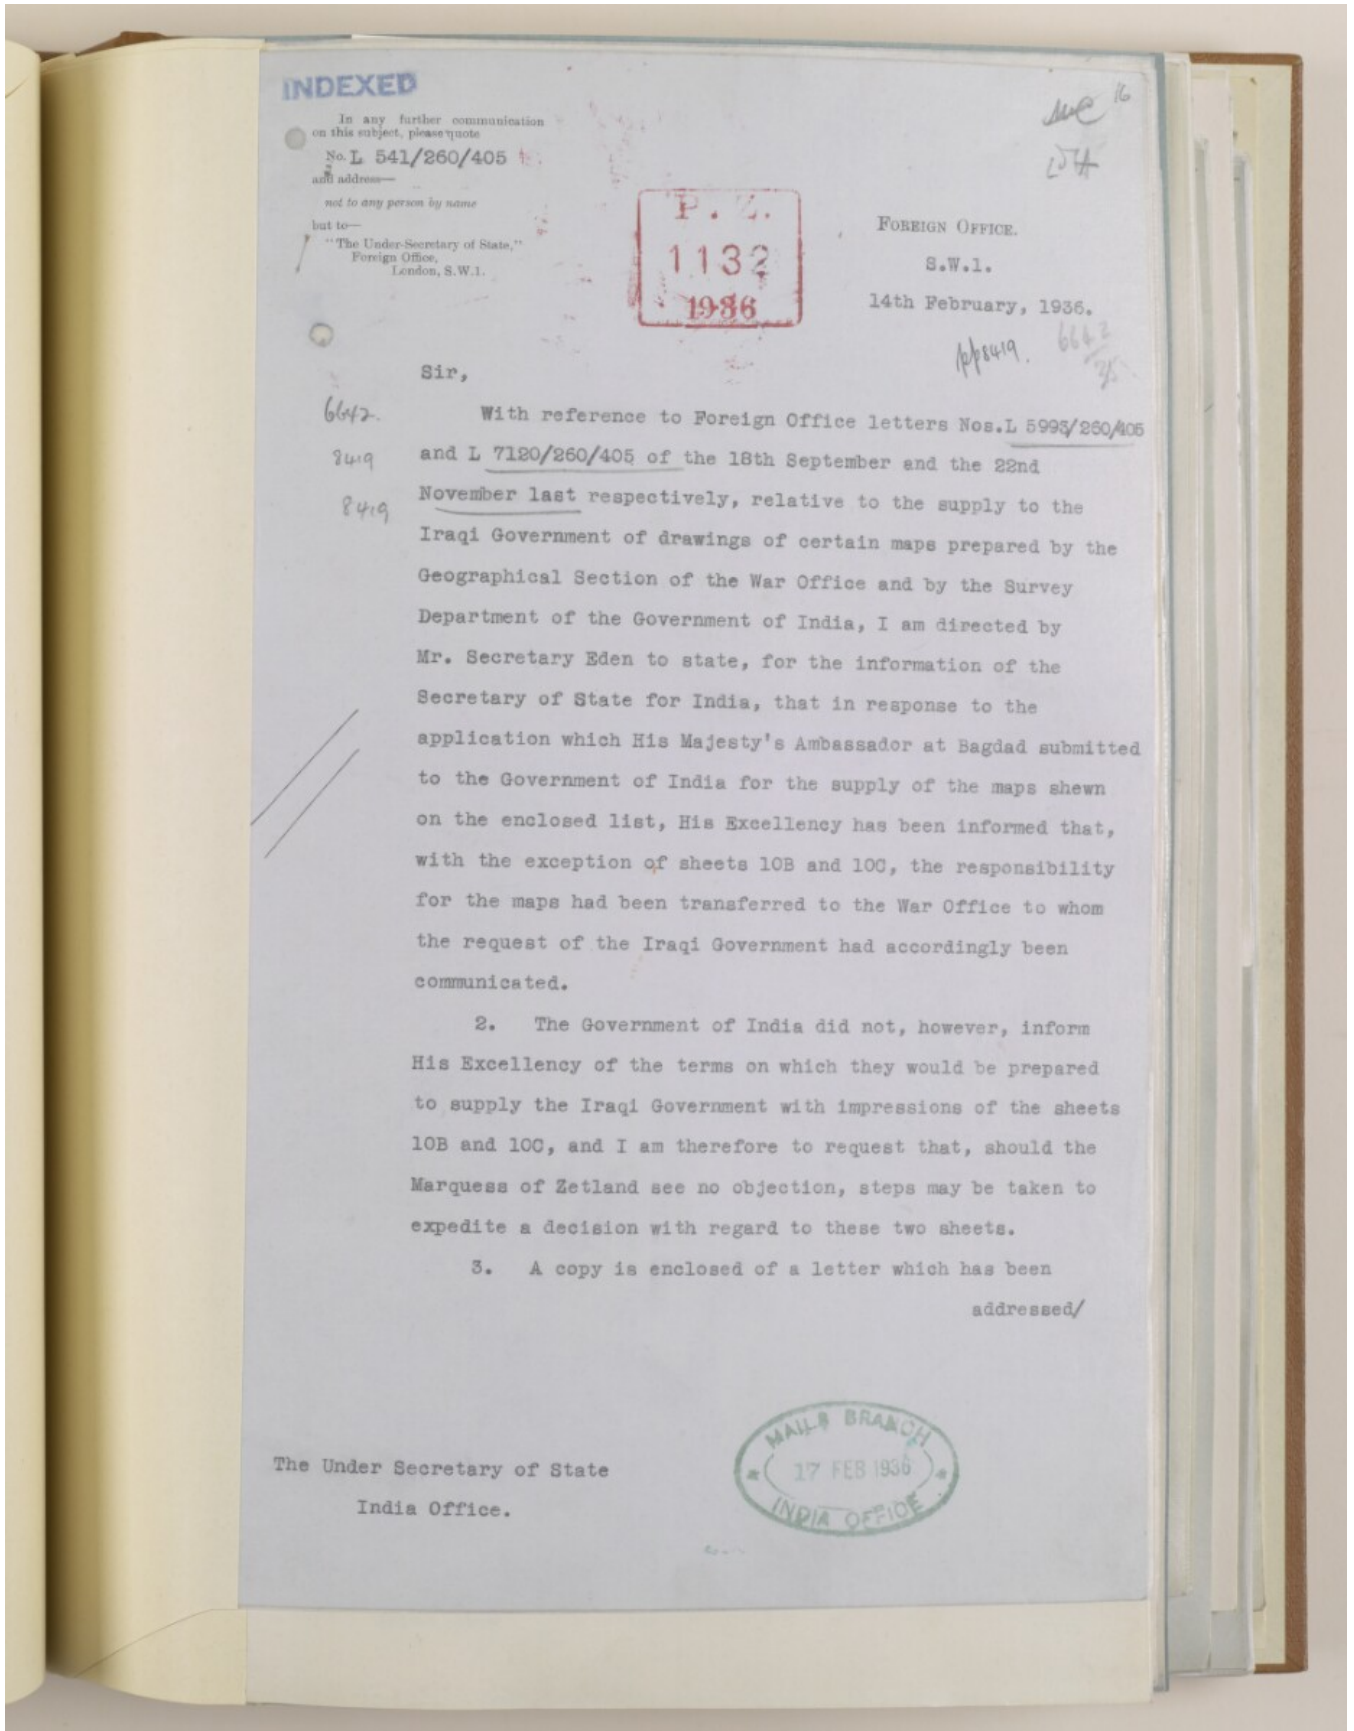 INDEXED
In any further communication
on this subject, please quote
No. L 541/260/405
and address—
not to any person by name
but to—
"The Under-Secretary of State,"
Foreign Office,
London, S.W.1.
16
P. Z.
1132
1936
FOREIGN OFFICE.
S.W.1.
14th February, 1936.
pp8419.
6642
35
Sir,
6642.
8419
8419
With reference to Foreign Office letters Nos.L 5993/260/405
and L 7120/260/405 of the 18th September and the 22nd
November last respectively, relative to the supply to the
Iraqi Government of drawings of certain maps prepared by the
Geographical Section of the War Office and by the Survey
Department of the Government of India, I am directed by
Mr. Secretary Eden to state, for the information of the
Secretary of State for India, that in response to the
application which His Majesty's Ambassador at Bagdad submitted
to the Government of India for the supply of the maps shewn
on the enclosed list, His Excellency has been informed that,
with the exception of sheets 10B and 10C, the responsibility
for the maps had been transferred to the War Office to whom
the request of the Iraqi Government had accordingly been
communicated.
2. The Government of India did not, however, inform
His Excellency of the terms on which they would be prepared
to supply the Iraqi Government with impressions of the sheets
10B and 10C, and I am therefore to request that, should the
Marquess of Zetland see no objection, steps may be taken to
expedite a decision with regard to these two sheets.
3. A copy is enclosed of a letter which has been
addressed/
The Under Secretary of State
India Office.
MAILS BRANCH
17 FEB 1936
INDIA OFFICE